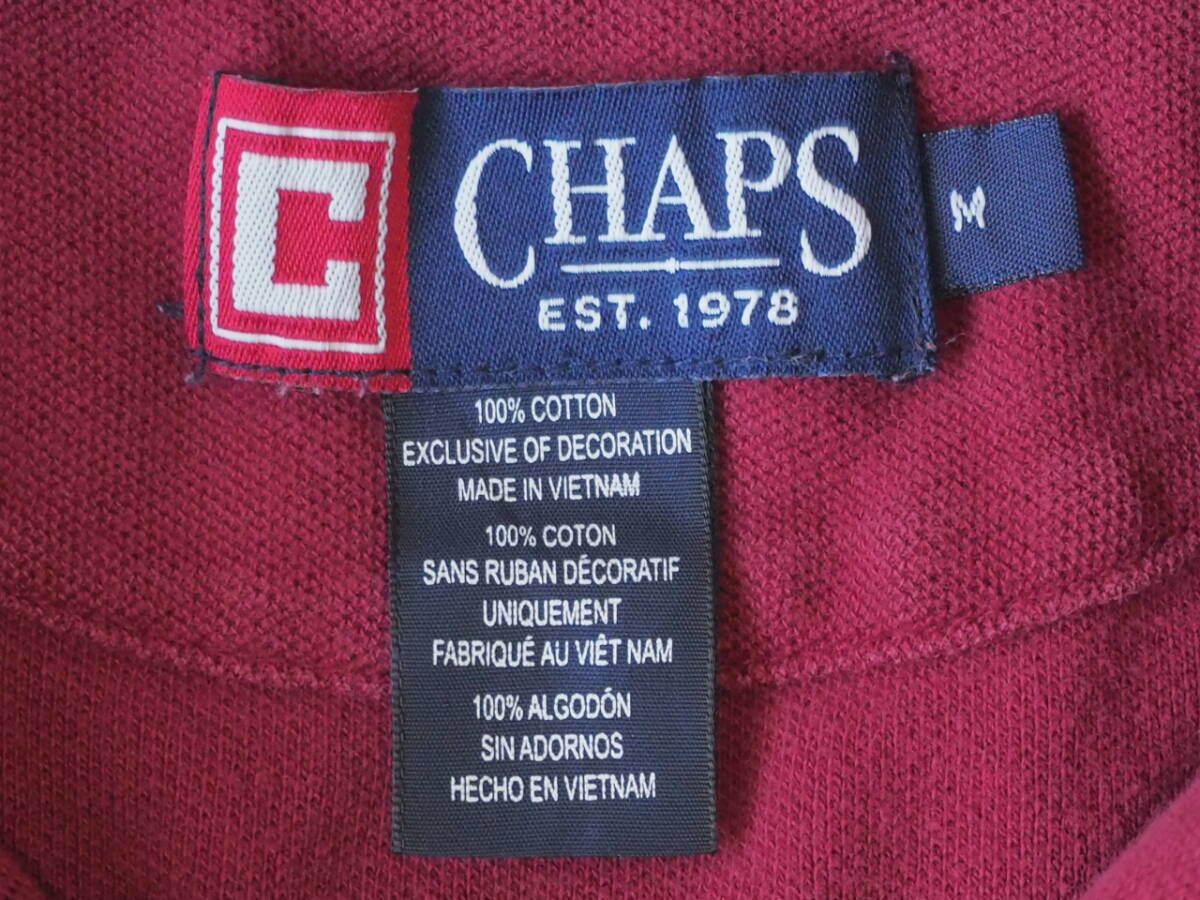 C
CHAPS
EST. 1978
M
100% COTTON
EXCLUSIVE OF DECORATION
MADE IN VIETNAM
100% COTON
SANS RUBAN DÉCORATIF
UNIQUEMENT
FABRIQUÉ AU VIÊT NAM
100% ALGODÓN
SIN ADORNOS
HECHO EN VIETNAM